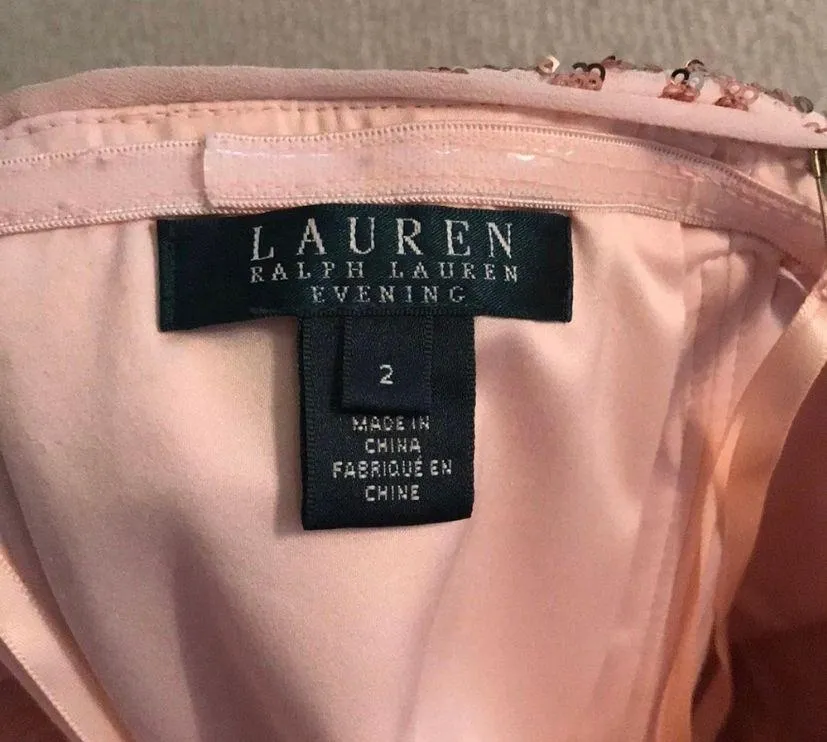 LAUREN
RALPH LAUREN
EVENING
2
MADE IN
CHINA
FABRIQUÉ EN
CHINE